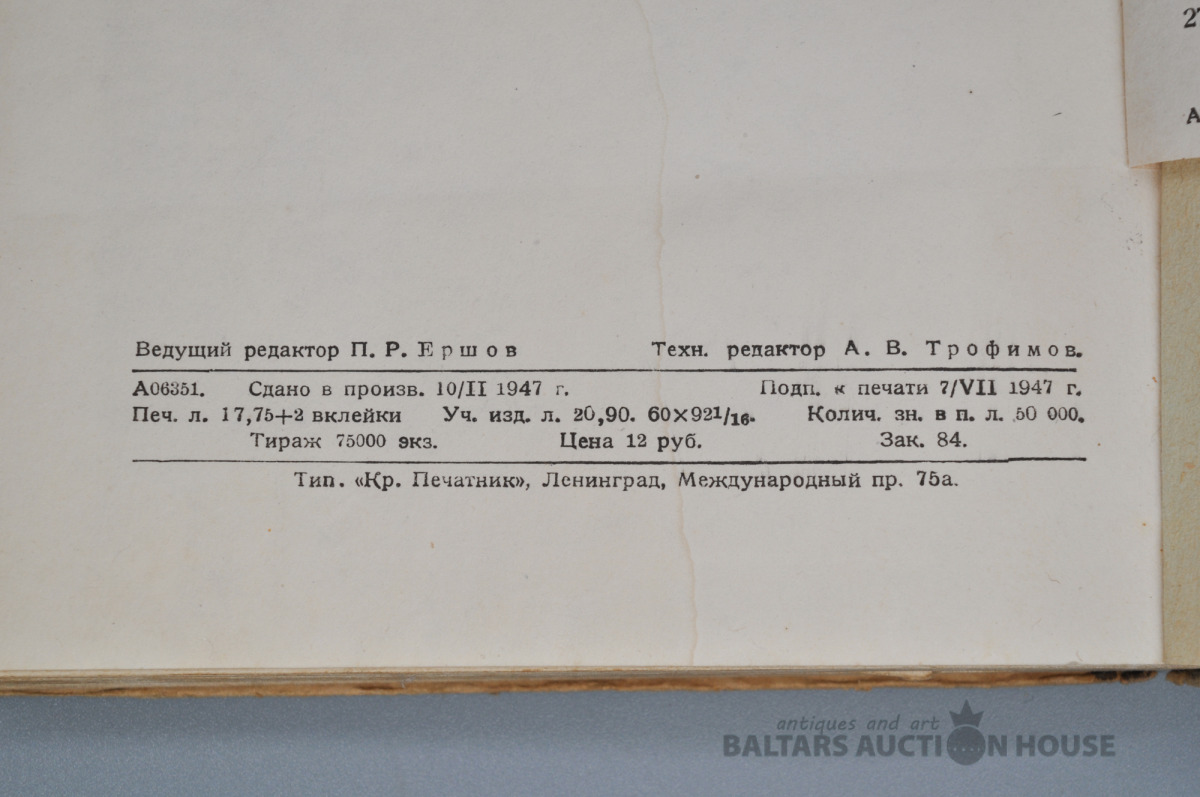 27
А
Ведущий редактор П. Р. Ершов Техн. редактор А. В. Трофимов.
А06351. Сдано в произв. 10/II 1947 г. Подп. к печати 7/VII 1947 г.
Печ. л. 17,75+2 вклейки Уч. изд. л. 20,90. 60×92¹/₁₆. Колич. зн. в п. л. 50 000.
Тираж 75000 экз. Цена 12 руб. Зак. 84.
Тип. «Кр. Печатник», Ленинград, Международный пр. 75а.
antiques and art
BALTARS AUCTION HOUSE